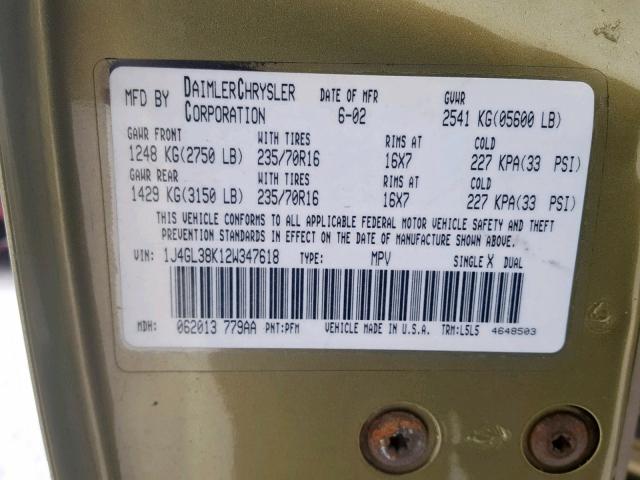 MFD BY DAIMLERCHRYSLER CORPORATION DATE OF MFR 6-02 GVWR 2541 KG(05600 LB)
GAWR FRONT WITH TIRES RIMS AT COLD
1248 KG(2750 LB) 235/70R16 16X7 227 KPA(33 PSI)
GAWR REAR WITH TIRES RIMS AT COLD
1429 KG(3150 LB) 235/70R16 16X7 227 KPA(33 PSI)
THIS VEHICLE CONFORMS TO ALL APPLICABLE FEDERAL MOTOR VEHICLE SAFETY AND THEFT
PREVENTION STANDARDS IN EFFECT ON THE DATE OF MANUFACTURE SHOWN ABOVE.
VIN: 1J4GL38K12W347618 TYPE: MPV SINGLE X DUAL
MDH: 062013 779AA PNT:PFM VEHICLE MADE IN U.S.A. TRM:L5L5 4648503